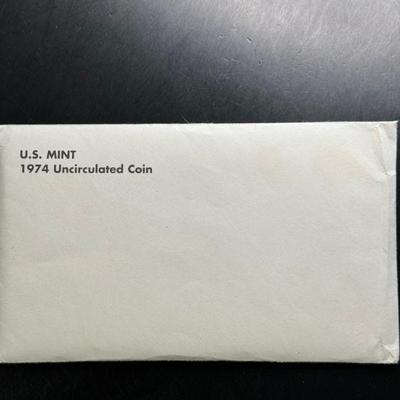 U.S. MINT
1974 Uncirculated Coin